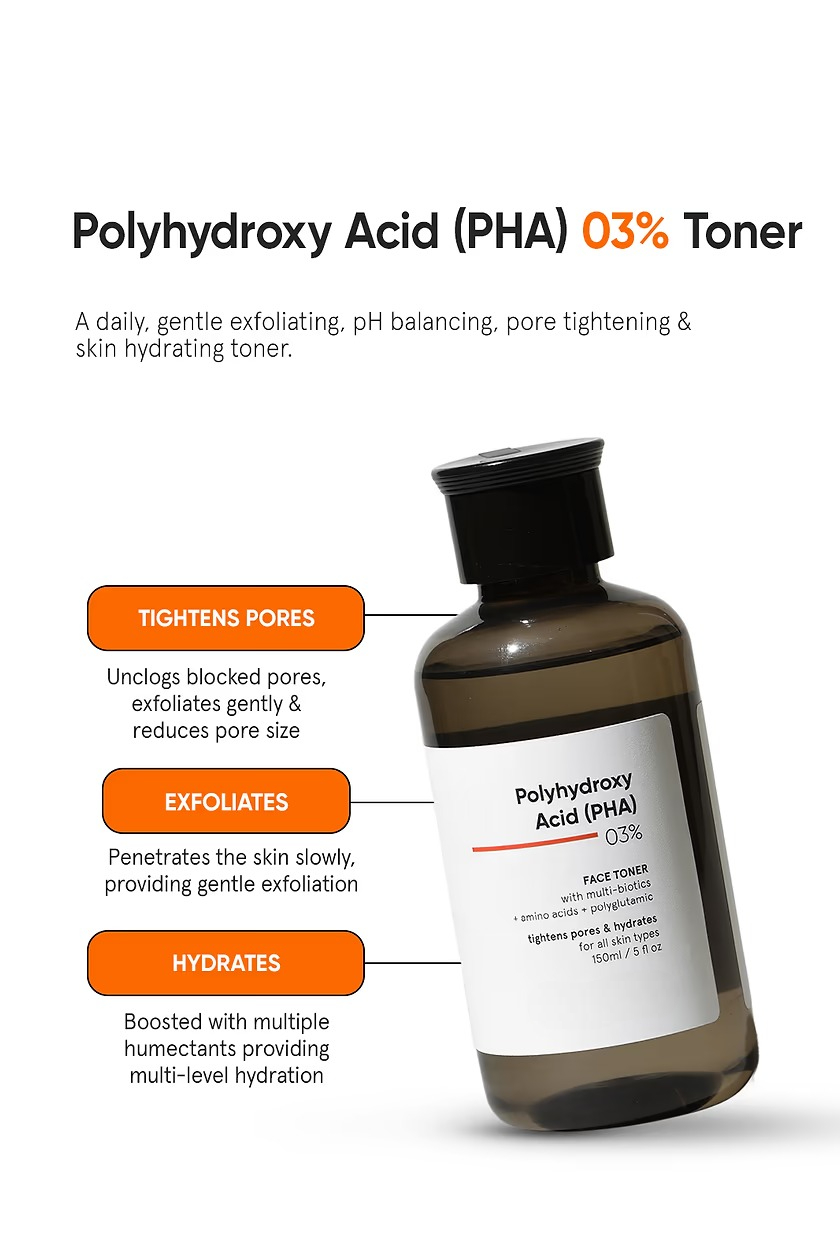 Polyhydroxy Acid (PHA) 03% Toner
A daily, gentle exfoliating, pH balancing, pore tightening &
skin hydrating toner.
TIGHTENS PORES
Unclogs blocked pores,
exfoliates gently &
reduces pore size
EXFOLIATES
Penetrates the skin slowly,
providing gentle exfoliation
HYDRATES
Boosted with multiple
humectants providing
multi-level hydration
Polyhydroxy
Acid (PHA)
03%
FACE TONER
with multi-biotics
+ amino acids + polyglutamic
tightens pores & hydrates
for all skin types
150ml / 5 fl oz